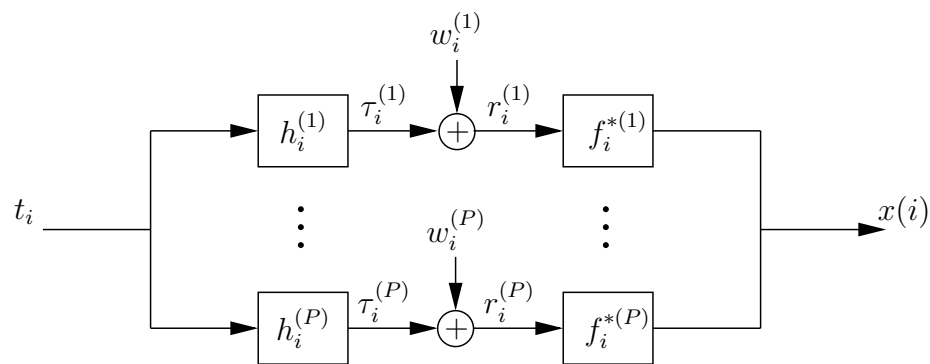 w_i^{(1)}
h_i^{(1)} τ_i^{(1)} + r_i^{(1)} f_i^{*(1)}
t_i x(i)
w_i^{(P)}
h_i^{(P)} τ_i^{(P)} + r_i^{(P)} f_i^{*(P)}